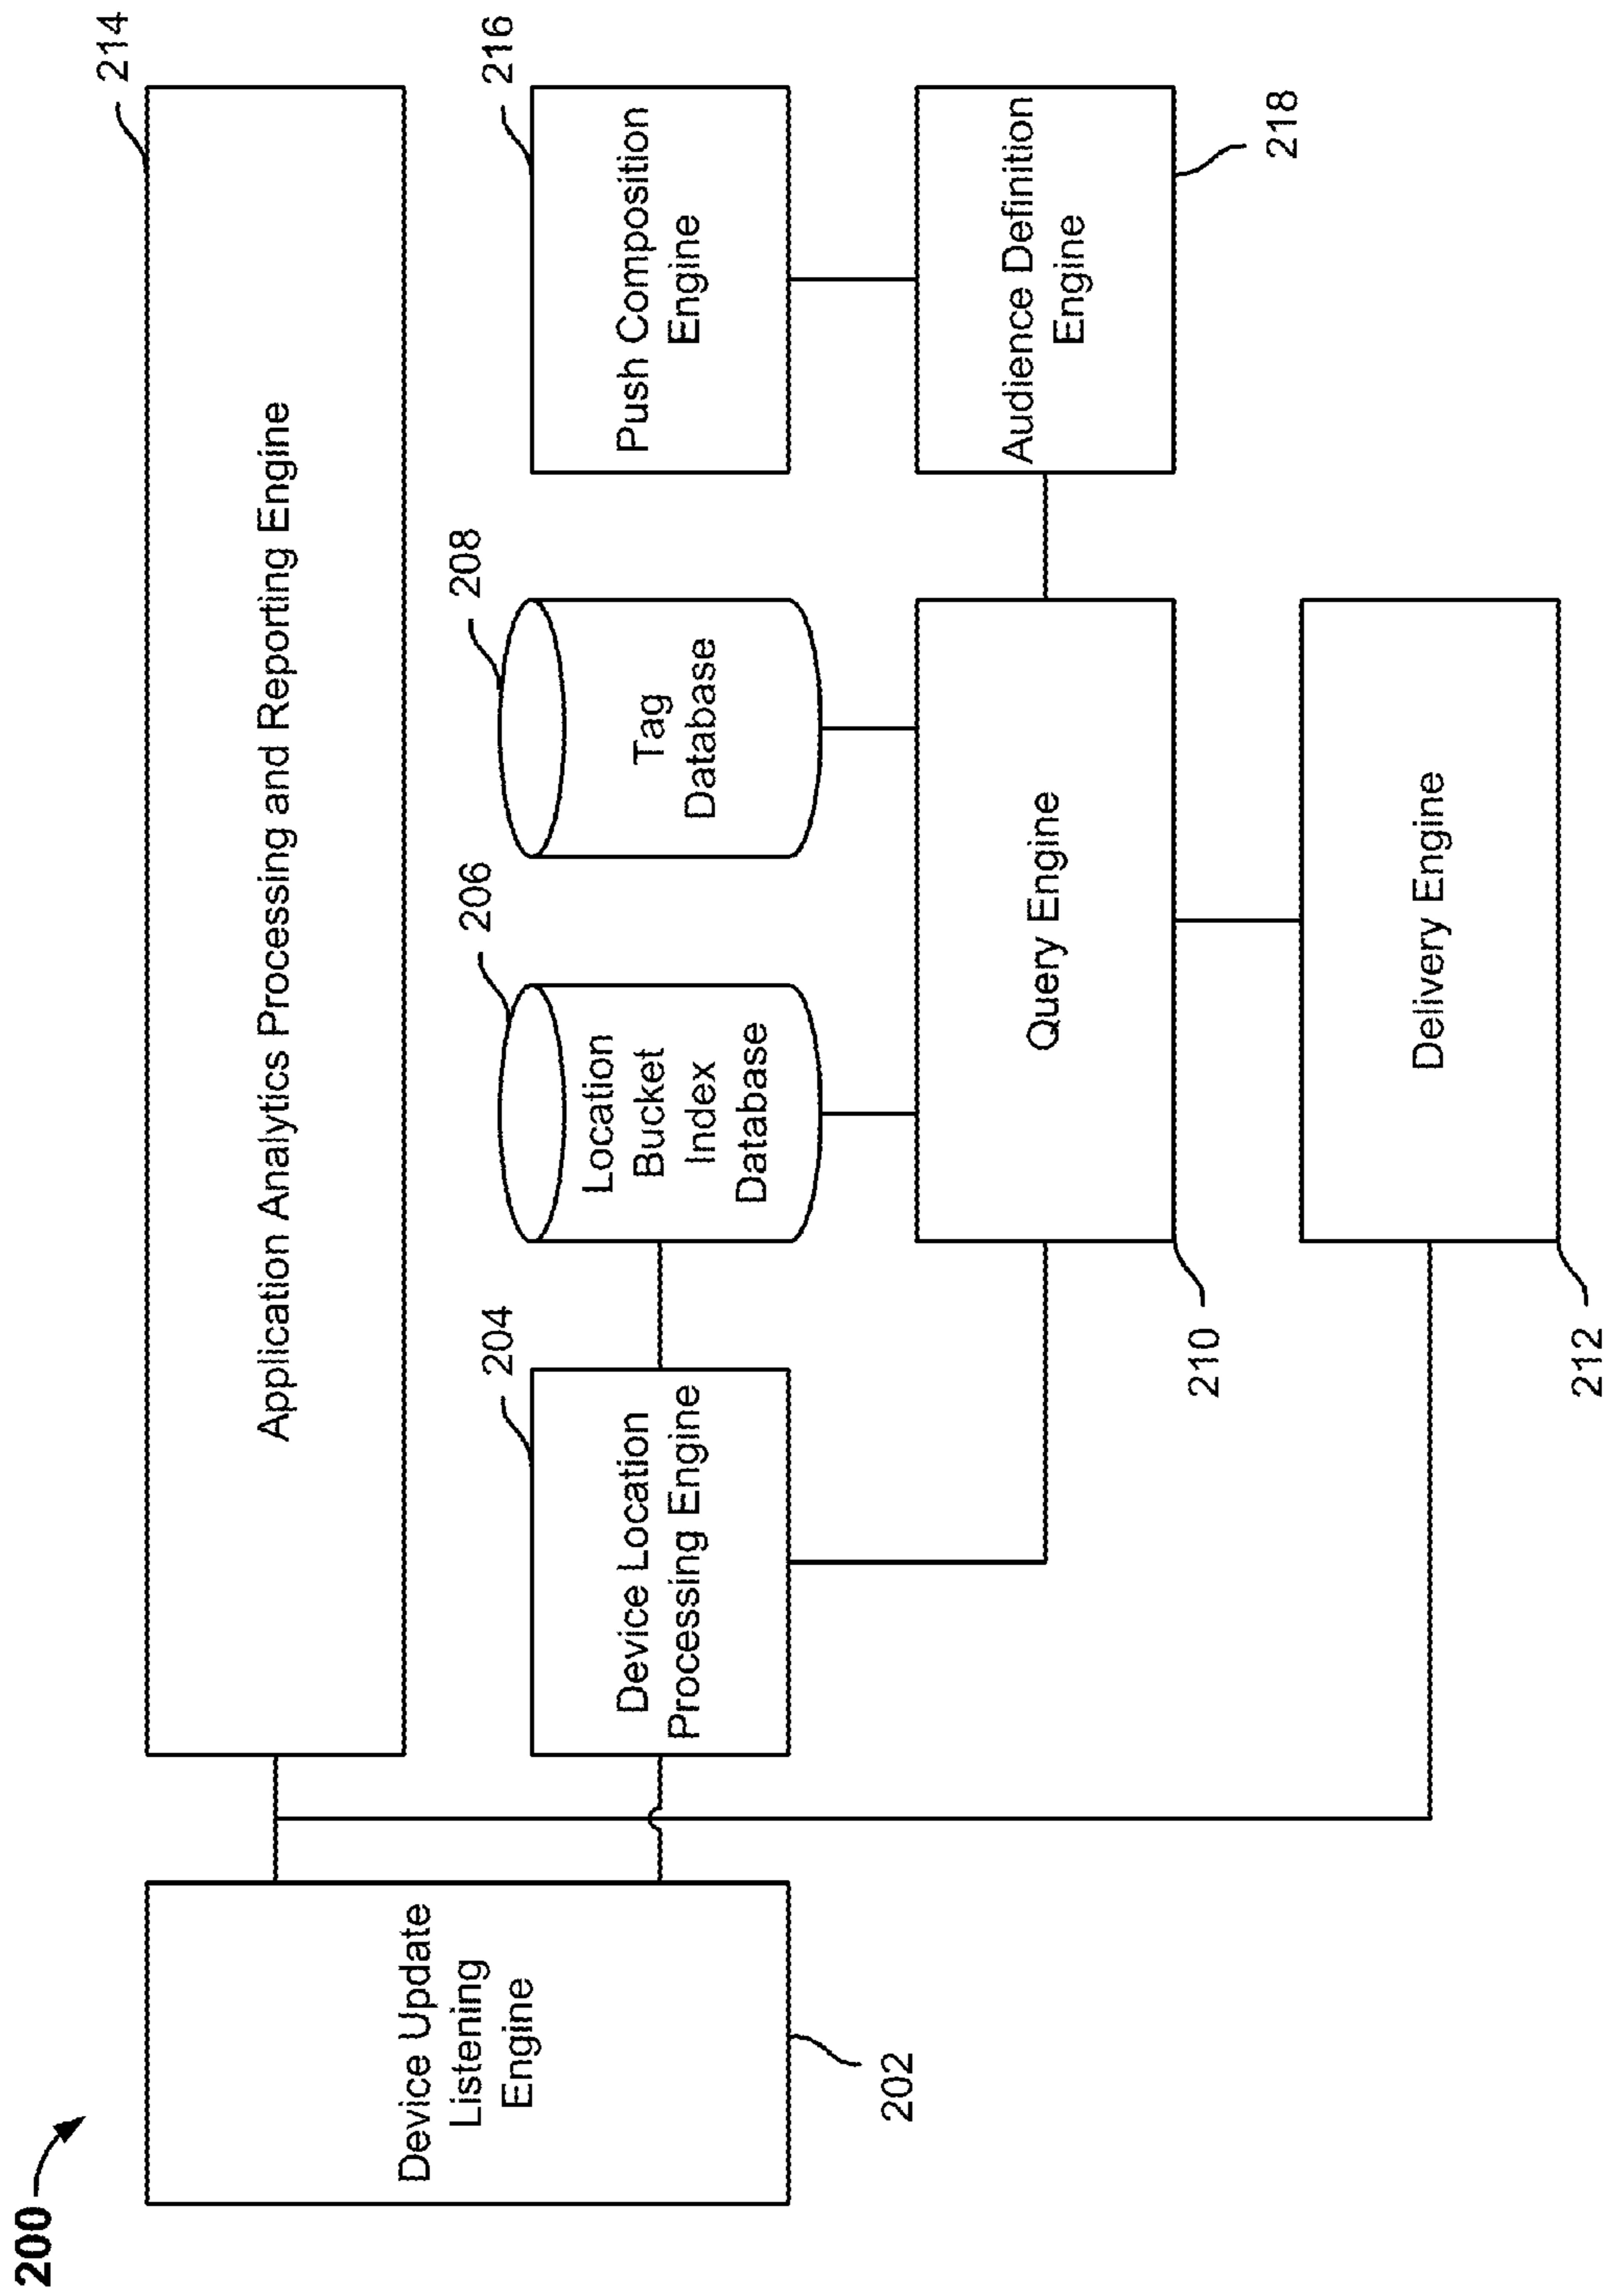 200
214
Application Analytics Processing and Reporting Engine
Device Update
Listening
Engine
202
204
Device Location
Processing Engine
206
Location
Bucket
Index
Database
208
Tag
Database
216
Push Composition
Engine
Query Engine
210
Audience Definition
Engine
218
Delivery Engine
212